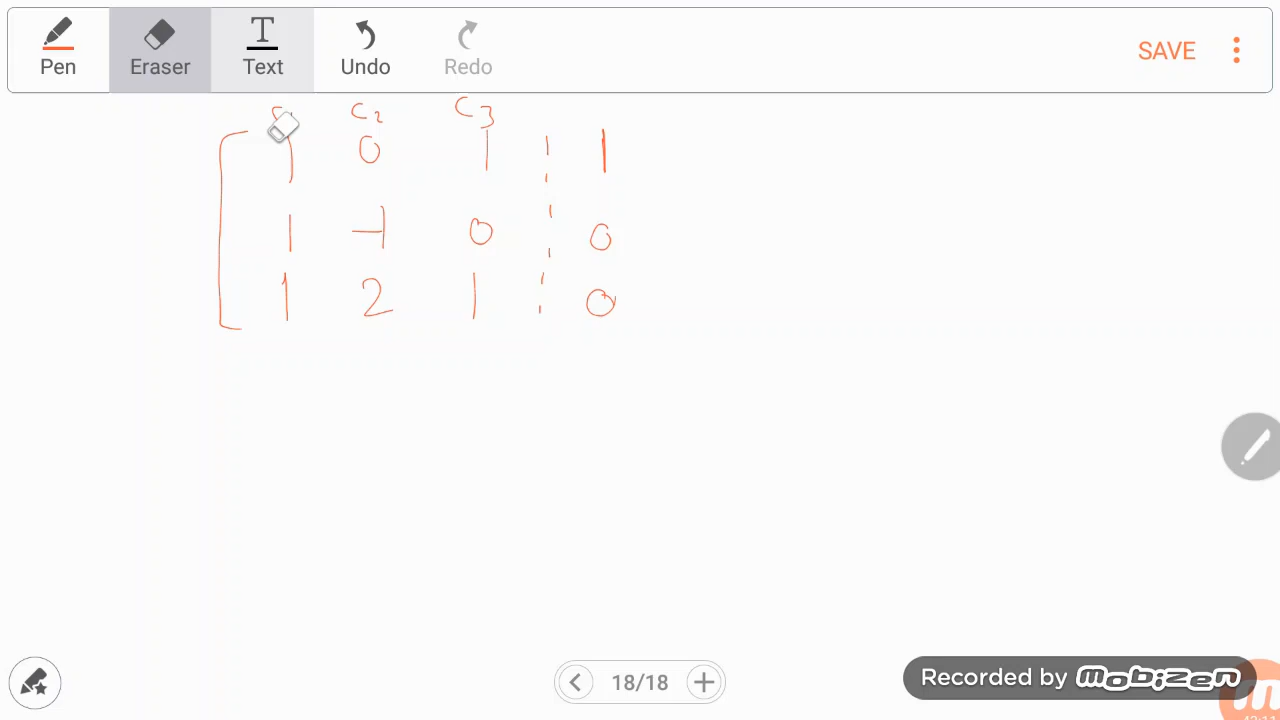 Pen Eraser Text Undo Redo SAVE
C2 C3
1 0 1 1
1 -1 0 0
1 2 1 0
18/18
Recorded by mobizen